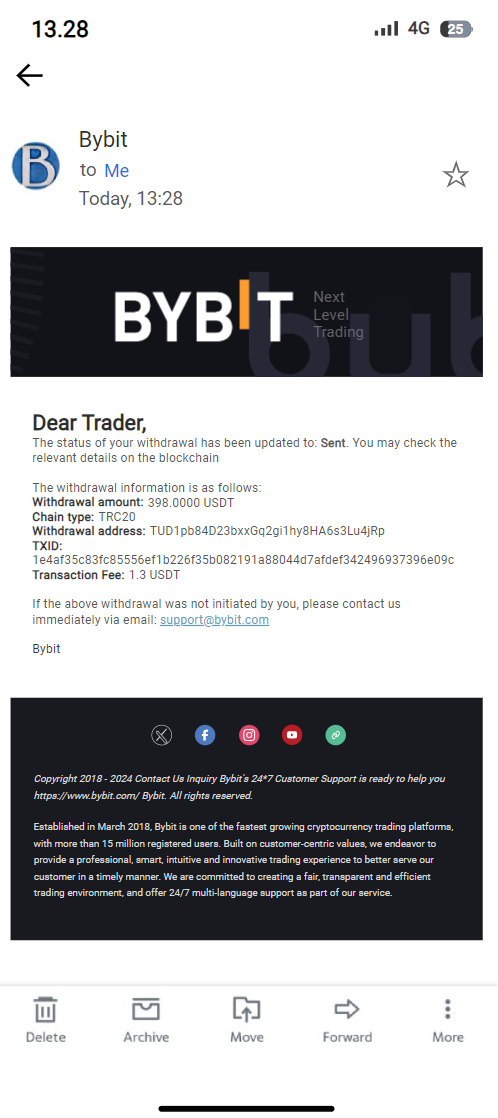 13.28
4G 25
Bybit
to Me
Today, 13:28
BYBIT
Next
Level
Trading
Dear Trader,
The status of your withdrawal has been updated to: Sent. You may check the
relevant details on the blockchain
The withdrawal information is as follows:
Withdrawal amount: 398.0000 USDT
Chain type: TRC20
Withdrawal address: TUD1pb84D23bxxGq2gi1hy8HA6s3Lu4jRp
TXID:
1e4af35c83fc85556ef1b226f35b082191a88044d7afdef342496937396e09c
Transaction Fee: 1.3 USDT
If the above withdrawal was not initiated by you, please contact us
immediately via email: support@bybit.com
Bybit
Copyright 2018 - 2024 Contact Us Inquiry Bybit's 24*7 Customer Support is ready to help you
https://www.bybit.com/ Bybit. All rights reserved.
Established in March 2018, Bybit is one of the fastest growing cryptocurrency trading platforms,
with more than 15 million registered users. Built on customer-centric values, we endeavor to
provide a professional, smart, intuitive and innovative trading experience to better serve our
customer in a timely manner. We are committed to creating a fair, transparent and efficient
trading environment, and offer 24/7 multi-language support as part of our service.
Delete
Archive
Move
Forward
More